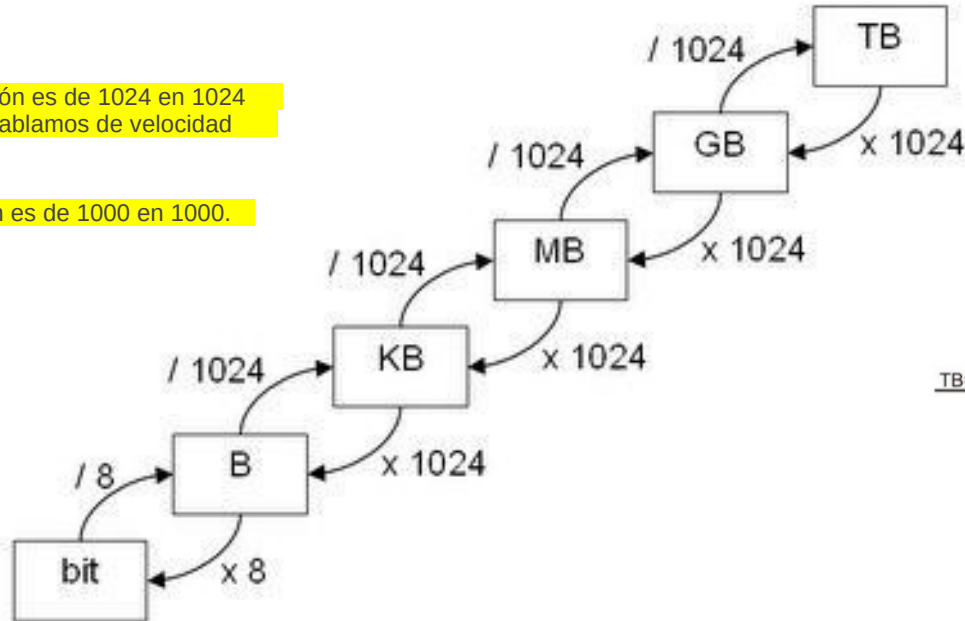 TB
/ 1024
ón es de 1024 en 1024
ablamos de velocidad
x 1024
GB
/ 1024
n es de 1000 en 1000.
x 1024
MB
/ 1024
x 1024
KB
/ 1024
TB
x 1024
B
/ 8
x 8
bit